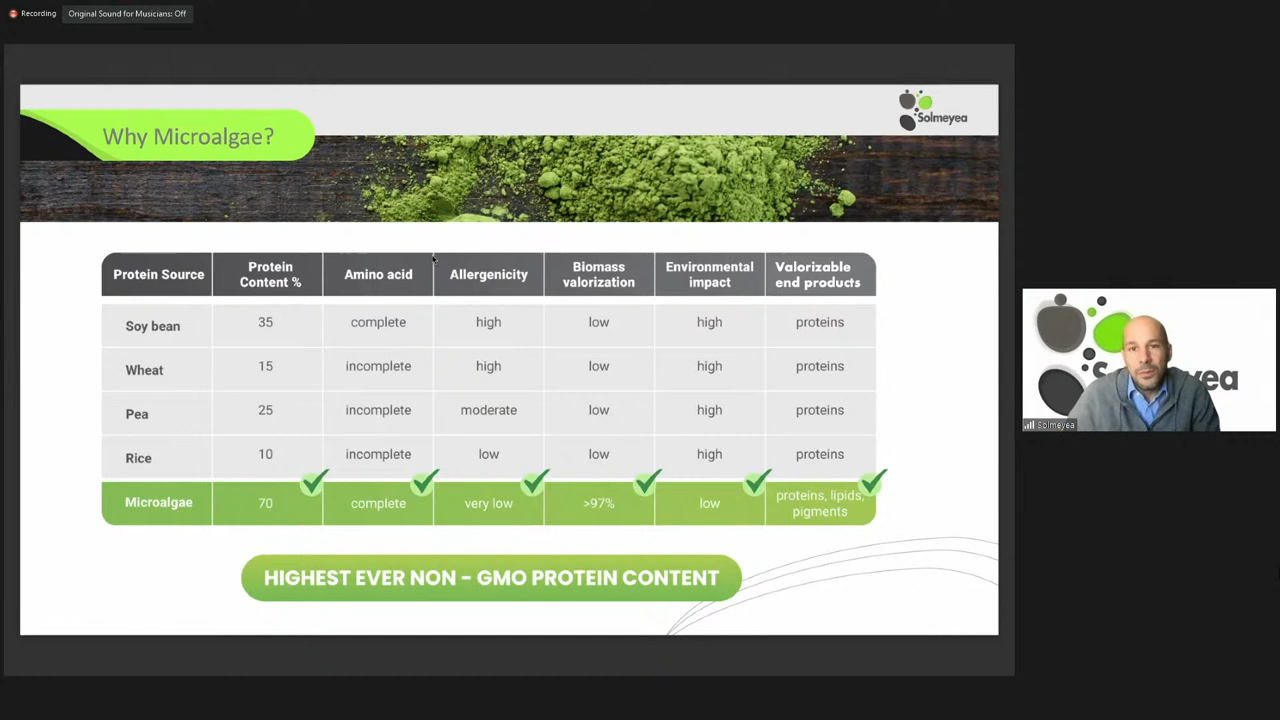 Recording
Original Sound for Musicians: Off
Why Microalgae?
Solmeyea
Protein Source
Protein
Content %
Amino acid
Allergenicity
Biomass
valorization
Environmental
impact
Valorizable
end products
Soy bean
35
complete
high
low
high
proteins
Wheat
15
incomplete
high
low
high
proteins
Pea
25
incomplete
moderate
low
high
proteins
Rice
10
incomplete
low
low
high
proteins
Microalgae
70
complete
very low
>97%
low
proteins, lipids,
pigments
HIGHEST EVER NON - GMO PROTEIN CONTENT
Solmeyea